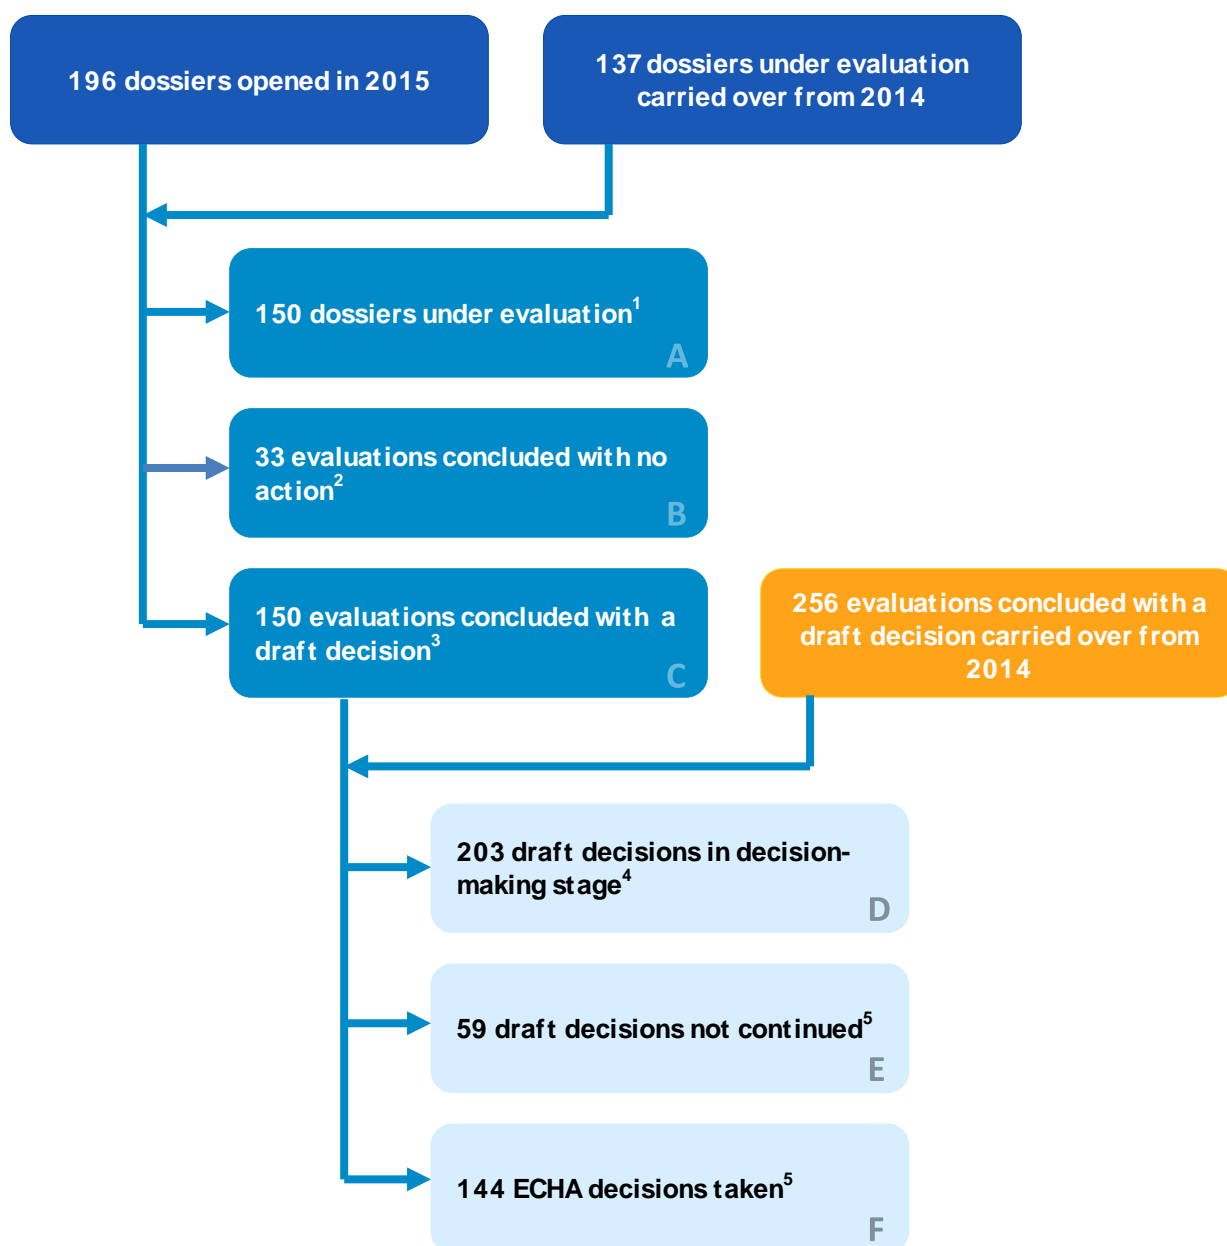 196 dossiers opened in 2015
137 dossiers under evaluation
carried over from 2014
150 dossiers under evaluation¹
A
33 evaluations concluded with no
action²
B
150 evaluations concluded with a
draft decision³
C
256 evaluations concluded with a
draft decision carried over from
2014
203 draft decisions in decision-
making stage⁴
D
59 draft decisions not continued⁵
E
144 ECHA decisions taken⁵
F